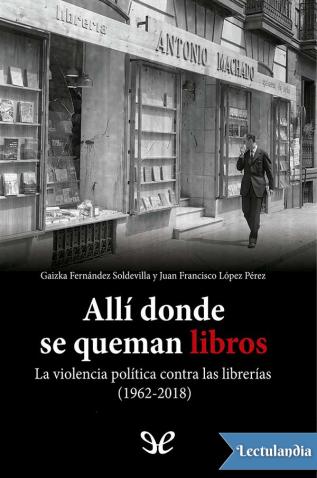 librería
ANTONIO MACHADO
Gaizka Fernández Soldevilla y Juan Francisco López Pérez
Allí donde
se queman libros
La violencia política contra las librerías
(1962-2018)
Lectulandia